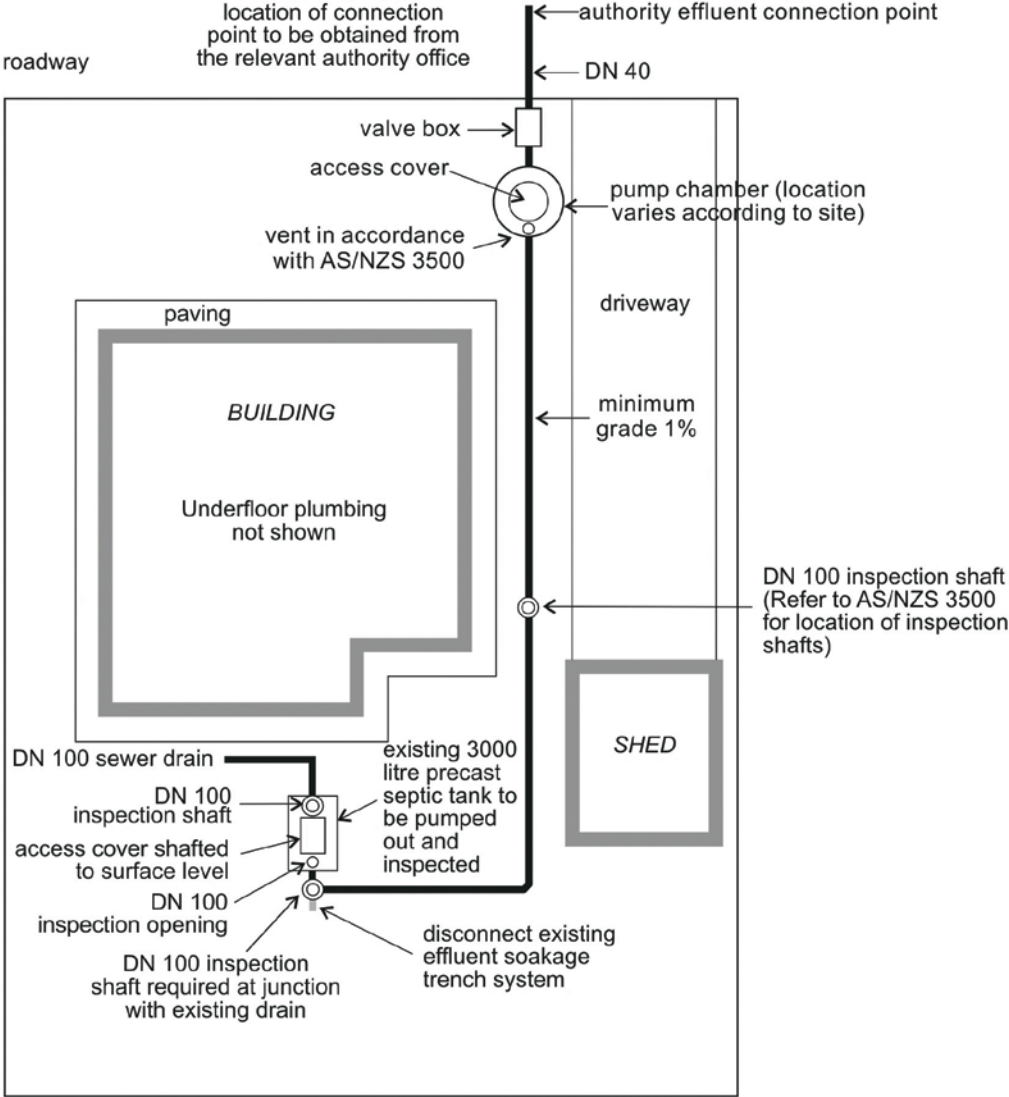 location of connection
point to be obtained from
the relevant authority office
authority effluent connection point
roadway
DN 40
valve box
access cover
pump chamber (location
varies according to site)
vent in accordance
with AS/NZS 3500
driveway
paving
BUILDING
minimum
grade 1%
Underfloor plumbing
not shown
DN 100 inspection shaft
(Refer to AS/NZS 3500
for location of inspection
shafts)
SHED
DN 100 sewer drain
existing 3000
litre precast
septic tank to
be pumped
out and
inspected
DN 100
inspection shaft
access cover shafted
to surface level
DN 100
inspection opening
disconnect existing
effluent soakage
trench system
DN 100 inspection
shaft required at junction
with existing drain